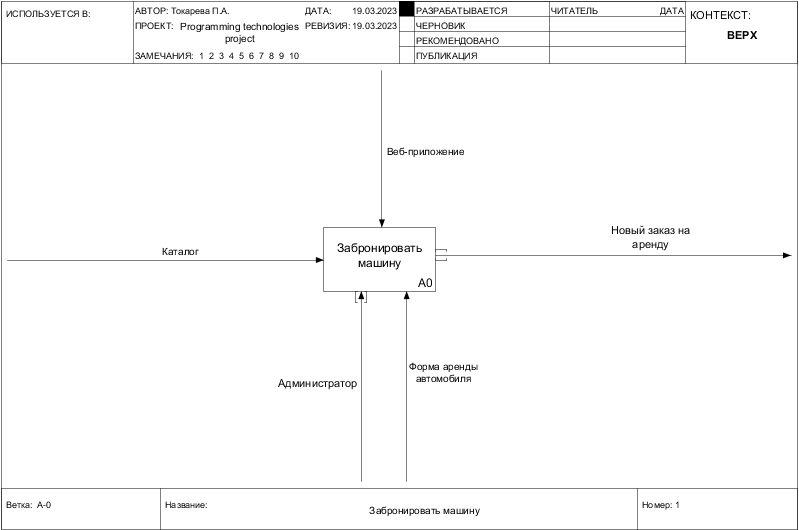 ИСПОЛЬЗУЕТСЯ В:
АВТОР: Токарева П.А.
ДАТА: 19.03.2023
ПРОЕКТ: Programming technologies
project
РЕВИЗИЯ: 19.03.2023
ЗАМЕЧАНИЯ: 1 2 3 4 5 6 7 8 9 10
РАЗРАБАТЫВАЕТСЯ
ЧЕРНОВИК
РЕКОМЕНДОВАНО
ПУБЛИКАЦИЯ
ЧИТАТЕЛЬ ДАТА
КОНТЕКСТ:
ВЕРХ
Веб-приложение
Каталог
Забронировать
машину
A0
Новый заказ на
аренду
Администратор
Форма аренды
автомобиля
Ветка: A-0
Название:
Забронировать машину
Номер: 1